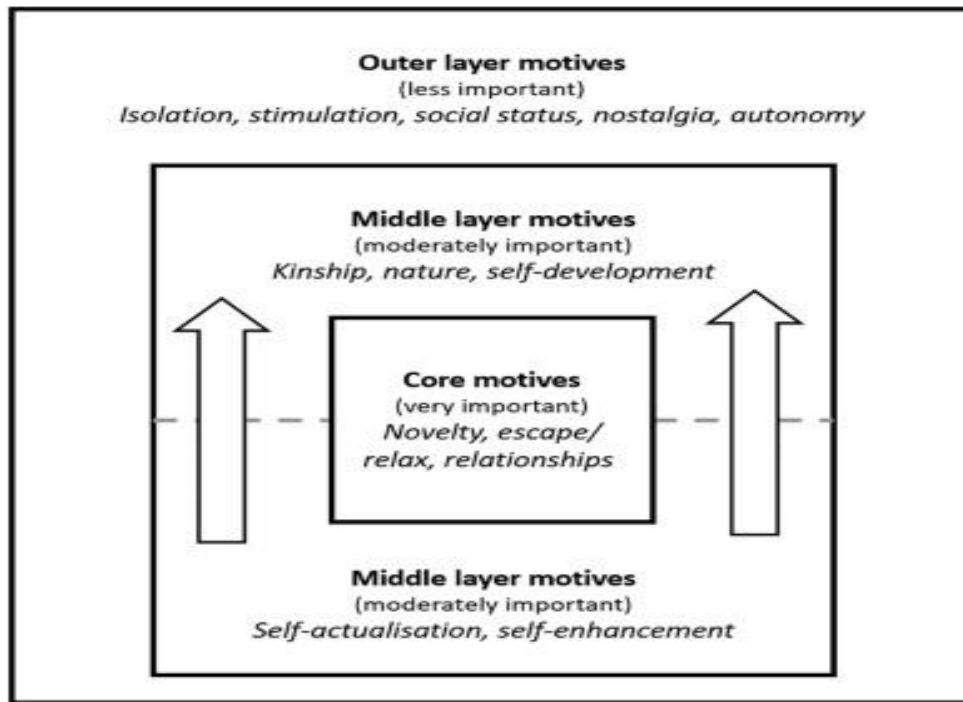 Outer layer motives
(less important)
Isolation, stimulation, social status, nostalgia, autonomy
Middle layer motives
(moderately important)
Kinship, nature, self-development
Core motives
(very important)
Novelty, escape/
relax, relationships
Middle layer motives
(moderately important)
Self-actualisation, self-enhancement